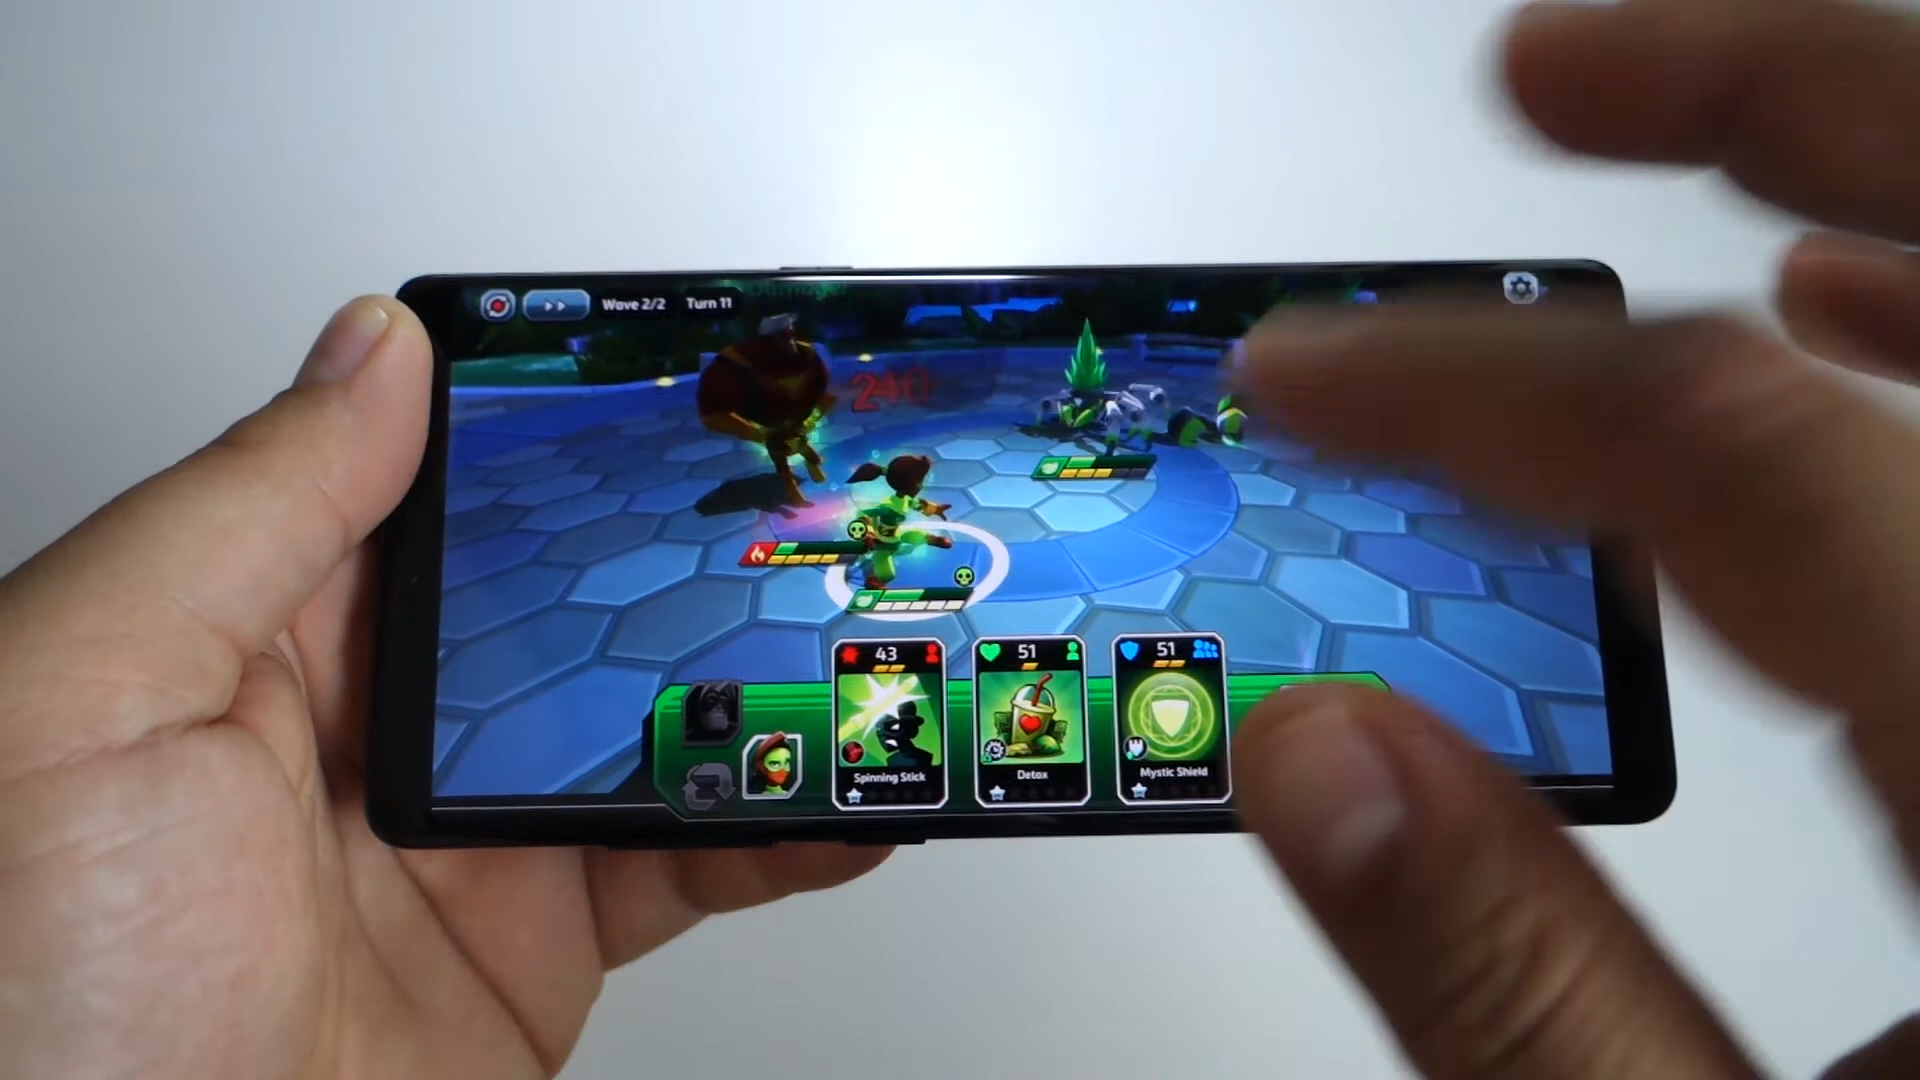 Wave 2/2 Turn 11
240
43 51 51
Spinning Stick Detox Mystic Shield